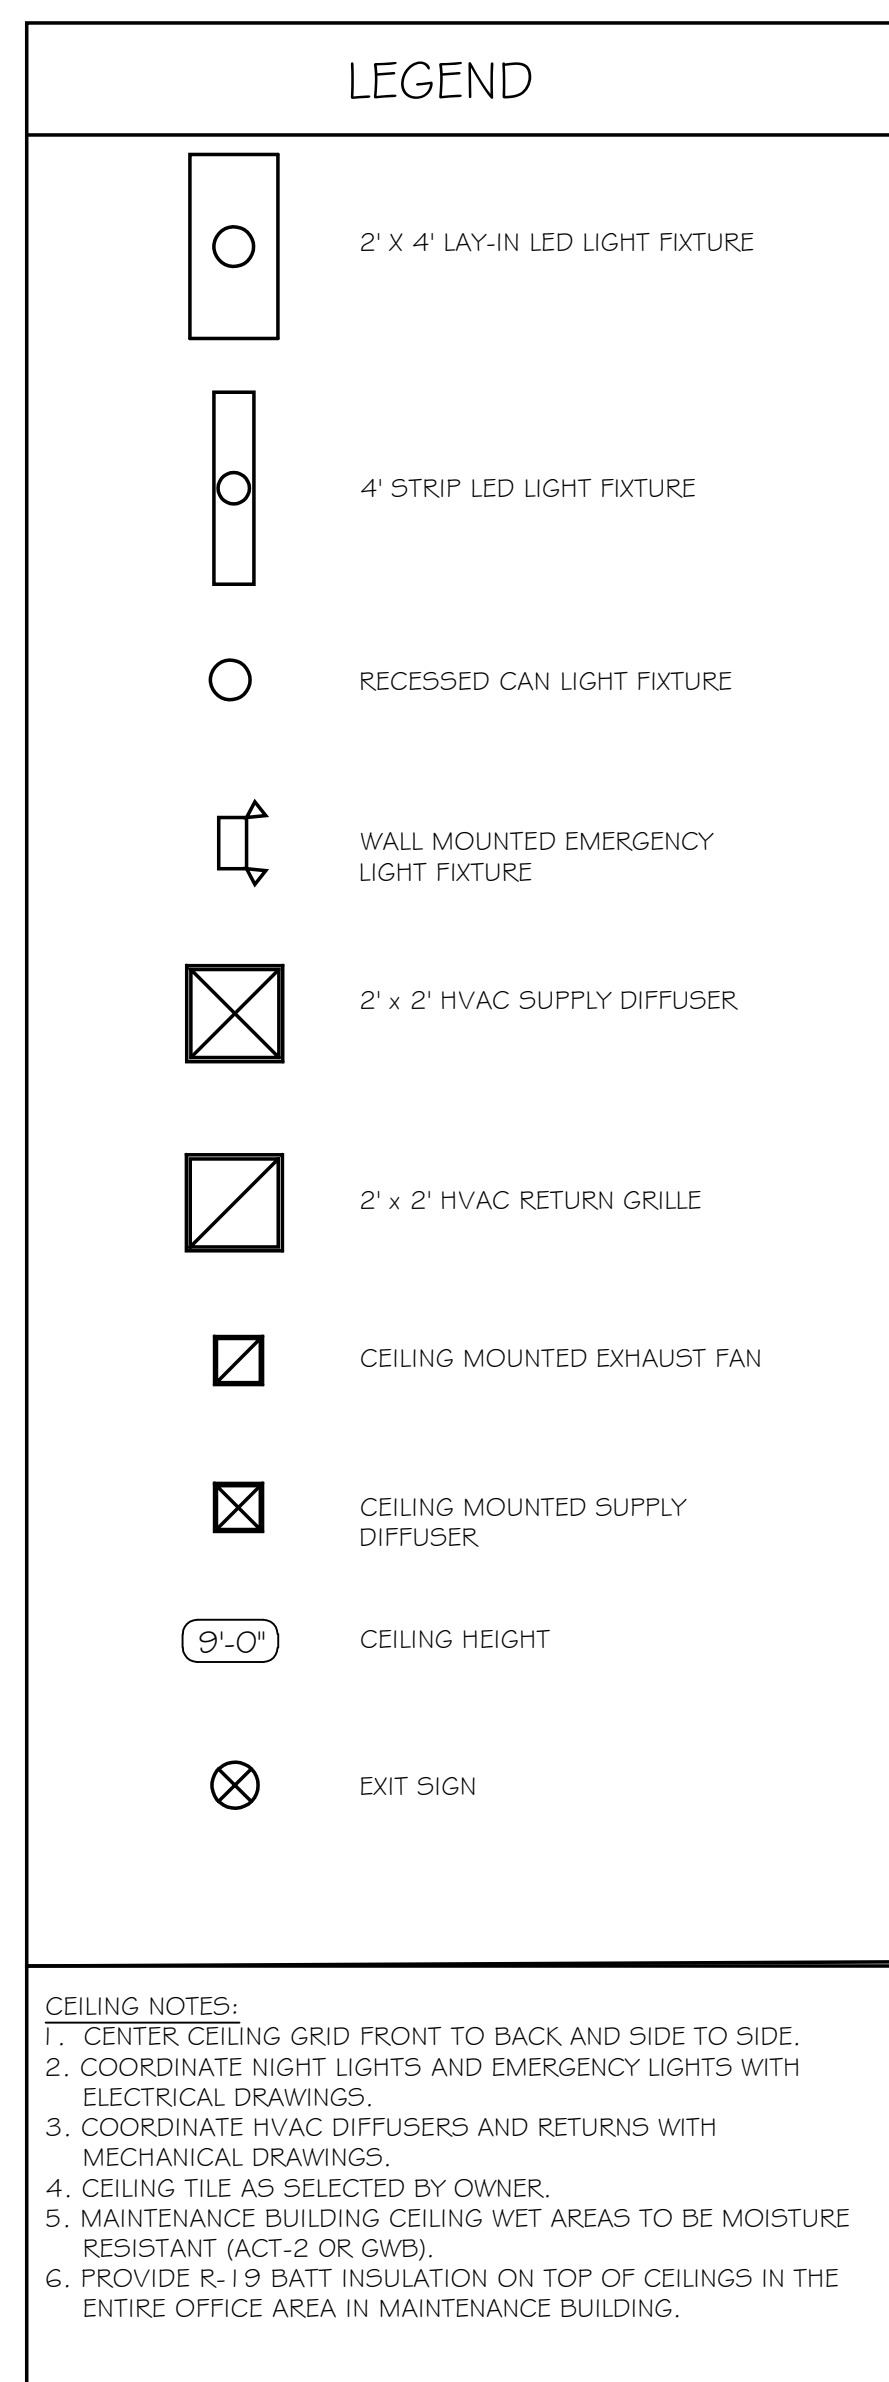 LEGEND
2' X 4' LAY-IN LED LIGHT FIXTURE
4' STRIP LED LIGHT FIXTURE
RECESSED CAN LIGHT FIXTURE
WALL MOUNTED EMERGENCY
LIGHT FIXTURE
2' x 2' HVAC SUPPLY DIFFUSER
2' x 2' HVAC RETURN GRILLE
CEILING MOUNTED EXHAUST FAN
CEILING MOUNTED SUPPLY
DIFFUSER
9'-0" CEILING HEIGHT
EXIT SIGN
CEILING NOTES:
1. CENTER CEILING GRID FRONT TO BACK AND SIDE TO SIDE.
2. COORDINATE NIGHT LIGHTS AND EMERGENCY LIGHTS WITH
ELECTRICAL DRAWINGS.
3. COORDINATE HVAC DIFFUSERS AND RETURNS WITH
MECHANICAL DRAWINGS.
4. CEILING TILE AS SELECTED BY OWNER.
5. MAINTENANCE BUILDING CEILING WET AREAS TO BE MOISTURE
RESISTANT (ACT-2 OR GWB).
6. PROVIDE R-19 BATT INSULATION ON TOP OF CEILINGS IN THE
ENTIRE OFFICE AREA IN MAINTENANCE BUILDING.